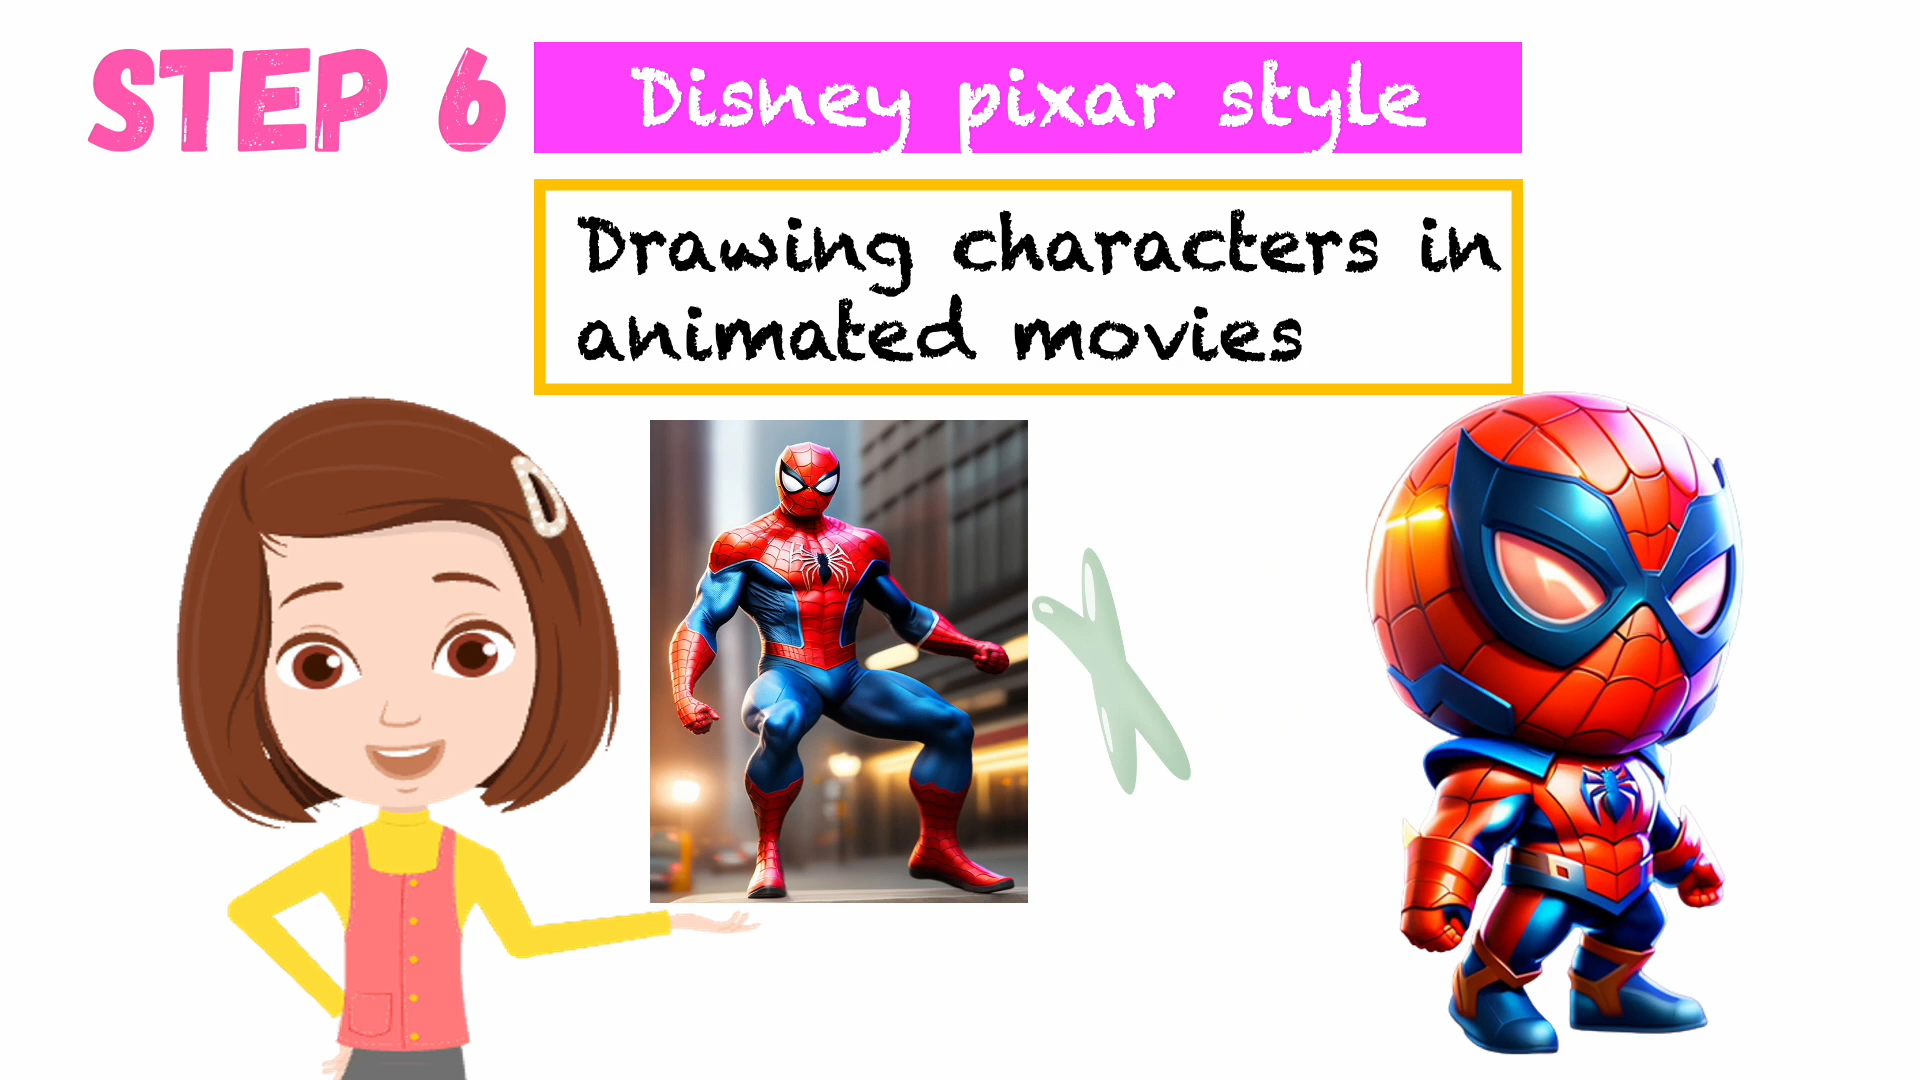 STEP 6
Disney pixar style
Drawing characters in
animated movies